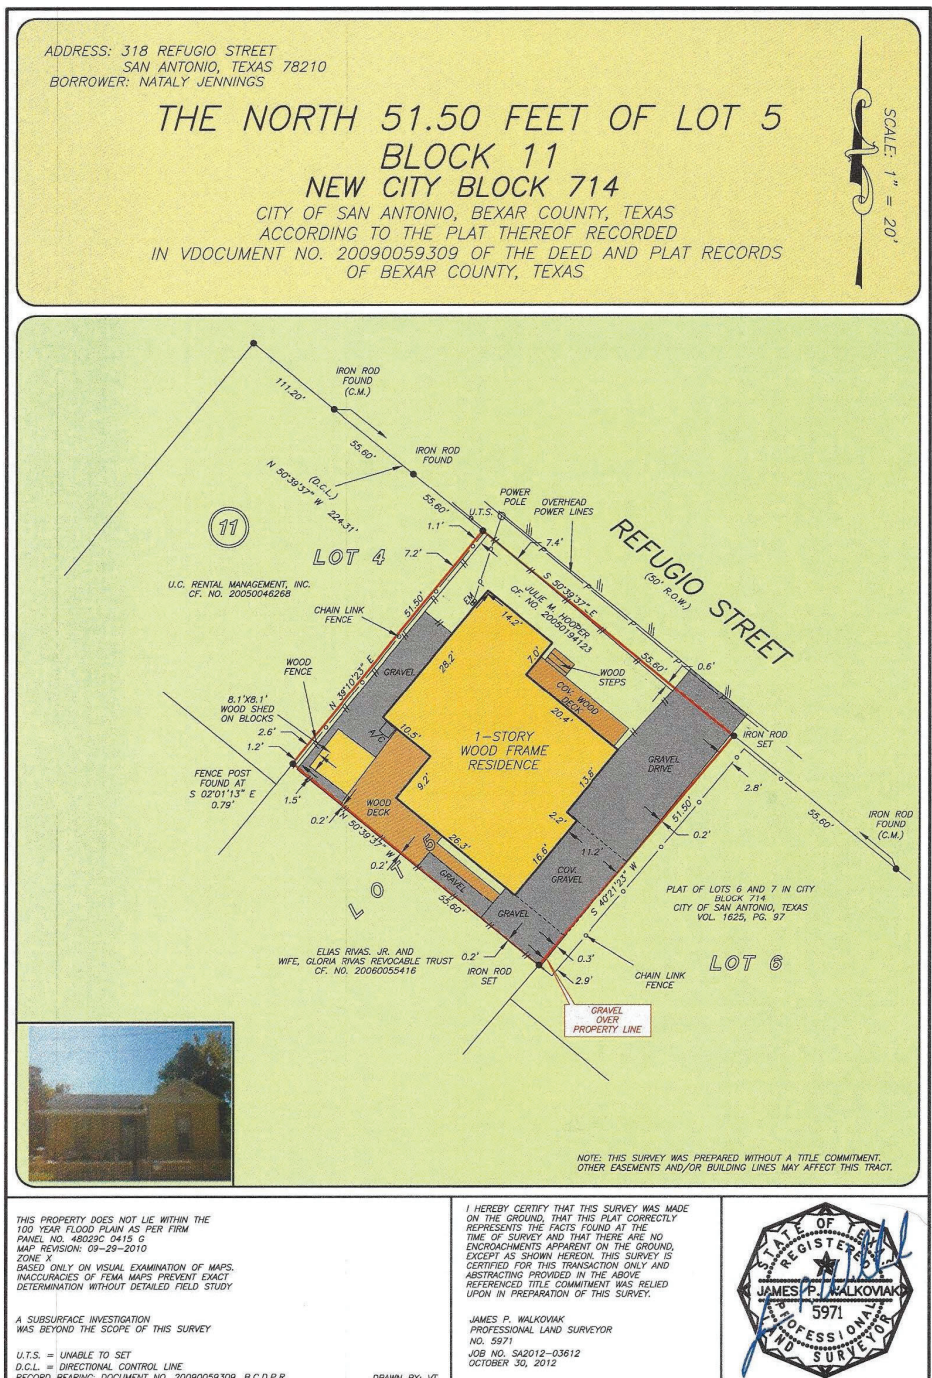 ADDRESS: 318 REFUGIO STREET
SAN ANTONIO, TEXAS 78210
BORROWER: NATALY JENNINGS
THE NORTH 51.50 FEET OF LOT 5
BLOCK 11
NEW CITY BLOCK 714
CITY OF SAN ANTONIO, BEXAR COUNTY, TEXAS
ACCORDING TO THE PLAT THEREOF RECORDED
IN VDOCUMENT NO. 20090059309 OF THE DEED AND PLAT RECORDS
OF BEXAR COUNTY, TEXAS
SCALE: 1" = 20'
111.20'
IRON ROD
FOUND
(C.M.)
55.60'
IRON ROD
FOUND
(D.C.L.)
N 50°39'37" W 224.31'
55.60'
U.T.S.
POWER
POLE
OVERHEAD
POWER LINES
1.1'
7.4'
11
LOT 4
7.2'
REFUGIO STREET
(50' R.O.W.)
U.C. RENTAL MANAGEMENT, INC.
CF. NO. 20050046268
51.50'
S 50°39'37" E
JULIE M. HOOPER
CF. NO. 20050194123
CHAIN LINK
FENCE
14.2'
55.60'
0.6'
7.0'
WOOD
STEPS
WOOD
FENCE
N 39°10'23" E
GRAVEL
28.2'
COV. WOOD
DECK
20.4'
8.1'X8.1'
WOOD SHED
ON BLOCKS
2.6'
1.2'
A/C
10.5'
1-STORY
WOOD FRAME
RESIDENCE
IRON ROD
SET
GRAVEL
DRIVE
FENCE POST
FOUND AT
S 02°01'13" E
0.79'
1.5'
0.2'
WOOD
DECK
9.2'
13.8'
2.8'
55.60'
IRON ROD
FOUND
(C.M.)
51.50'
0.2'
2.2'
N 50°39'37" W
26.3'
16.6'
11.2'
0.2'
LOT 5
GRAVEL
COV.
GRAVEL
S 40°21'23" W
PLAT OF LOTS 6 AND 7 IN CITY
BLOCK 714
CITY OF SAN ANTONIO, TEXAS
VOL. 1625, PG. 97
55.60'
GRAVEL
ELIAS RIVAS. JR. AND
WIFE, GLORIA RIVAS REVOCABLE TRUST
CF. NO. 20060055416
0.2'
IRON ROD
SET
0.3'
2.9'
CHAIN LINK
FENCE
LOT 6
GRAVEL
OVER
PROPERTY LINE
NOTE: THIS SURVEY WAS PREPARED WITHOUT A TITLE COMMITMENT.
OTHER EASEMENTS AND/OR BUILDING LINES MAY AFFECT THIS TRACT.
THIS PROPERTY DOES NOT LIE WITHIN THE
100 YEAR FLOOD PLAIN AS PER FIRM
PANEL NO. 48029C 0415 G
MAP REVISION: 09-29-2010
ZONE X
BASED ONLY ON VISUAL EXAMINATION OF MAPS.
INACCURACIES OF FEMA MAPS PREVENT EXACT
DETERMINATION WITHOUT DETAILED FIELD STUDY
A SUBSURFACE INVESTIGATION
WAS BEYOND THE SCOPE OF THIS SURVEY
U.T.S. = UNABLE TO SET
D.C.L. = DIRECTIONAL CONTROL LINE
RECORD BEARING: DOCUMENT NO. 20090059309, B.C.D.P.R.
DRAWN BY: VT
I HEREBY CERTIFY THAT THIS SURVEY WAS MADE
ON THE GROUND, THAT THIS PLAT CORRECTLY
REPRESENTS THE FACTS FOUND AT THE
TIME OF SURVEY AND THAT THERE ARE NO
ENCROACHMENTS APPARENT ON THE GROUND,
EXCEPT AS SHOWN HEREON. THIS SURVEY IS
CERTIFIED FOR THIS TRANSACTION ONLY AND
ABSTRACTING PROVIDED IN THE ABOVE
REFERENCED TITLE COMMITMENT WAS RELIED
UPON IN PREPARATION OF THIS SURVEY.
JAMES P. WALKOVIAK
PROFESSIONAL LAND SURVEYOR
NO. 5971
JOB NO. SA2012-03612
OCTOBER 30, 2012
STATE OF TEXAS
REGISTERED
JAMES P. WALKOVIAK
5971
PROFESSIONAL
LAND SURVEYOR